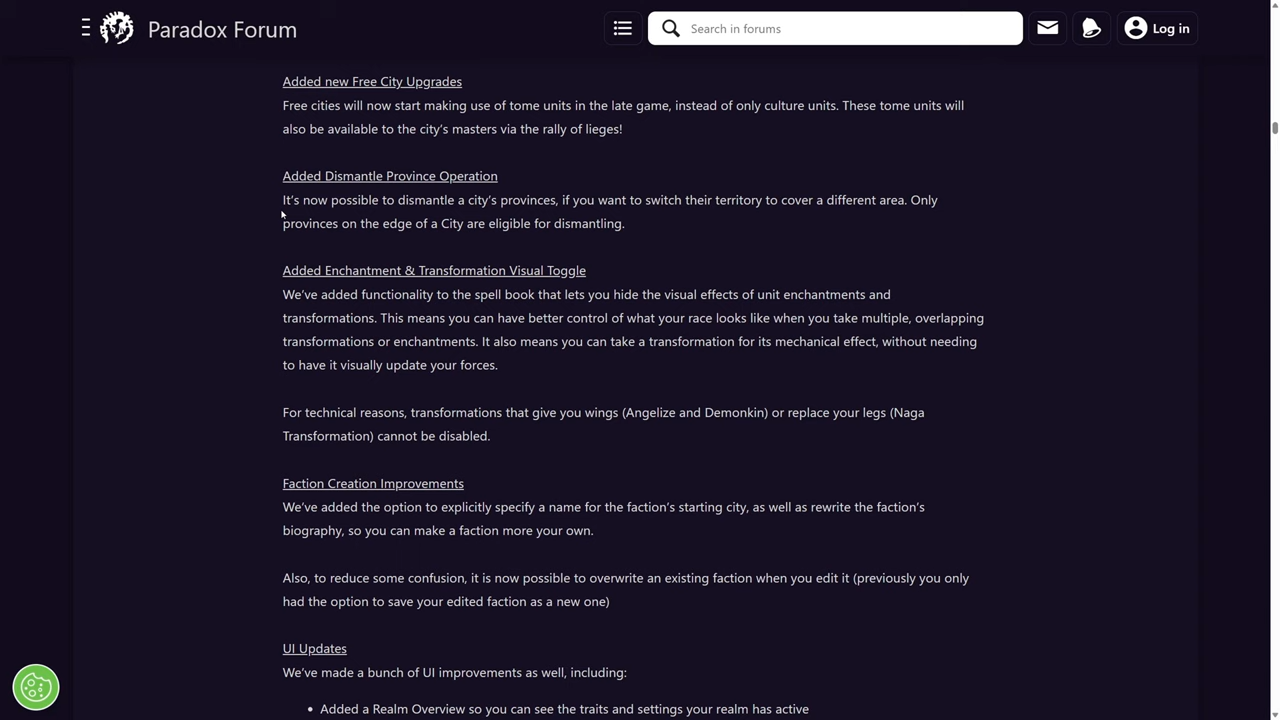 Paradox Forum
Search in forums
Log in
Added new Free City Upgrades
Free cities will now start making use of tome units in the late game, instead of only culture units. These tome units will
also be available to the city’s masters via the rally of lieges!
Added Dismantle Province Operation
It’s now possible to dismantle a city’s provinces, if you want to switch their territory to cover a different area. Only
provinces on the edge of a City are eligible for dismantling.
Added Enchantment & Transformation Visual Toggle
We’ve added functionality to the spell book that lets you hide the visual effects of unit enchantments and
transformations. This means you can have better control of what your race looks like when you take multiple, overlapping
transformations or enchantments. It also means you can take a transformation for its mechanical effect, without needing
to have it visually update your forces.
For technical reasons, transformations that give you wings (Angelize and Demonkin) or replace your legs (Naga
Transformation) cannot be disabled.
Faction Creation Improvements
We’ve added the option to explicitly specify a name for the faction’s starting city, as well as rewrite the faction’s
biography, so you can make a faction more your own.
Also, to reduce some confusion, it is now possible to overwrite an existing faction when you edit it (previously you only
had the option to save your edited faction as a new one)
UI Updates
We’ve made a bunch of UI improvements as well, including:
• Added a Realm Overview so you can see the traits and settings your realm has active